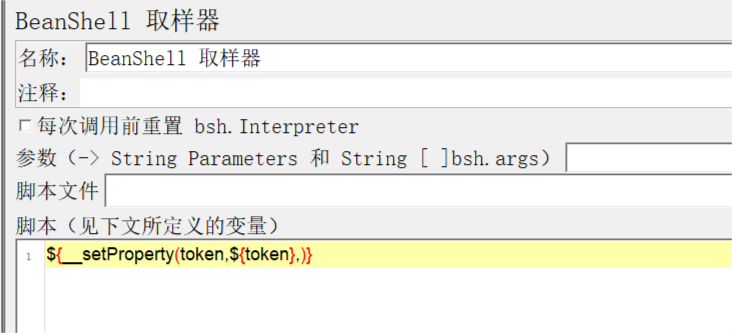 BeanShell 取样器
名称： BeanShell 取样器
注释：
每次调用前重置 bsh.Interpreter
参数（-> String Parameters 和 String [ ]bsh.args）
脚本文件
脚本（见下文所定义的变量）
1 ${__setProperty(token,${token},)}